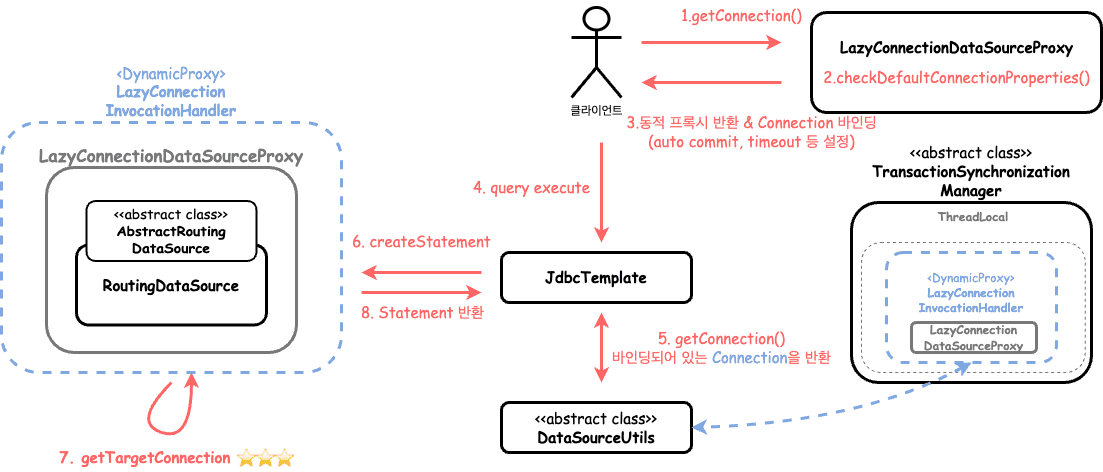 1.getConnection()
LazyConnectionDataSourceProxy
2.checkDefaultConnectionProperties()
클라이언트
3.동적 프록시 반환 & Connection 바인딩
(auto commit, timeout 등 설정)
<DynamicProxy>
LazyConnection
InvocationHandler
LazyConnectionDataSourceProxy
<<abstract class>>
AbstractRouting
DataSource
RoutingDataSource
4. query execute
6. createStatement
8. Statement 반환
JdbcTemplate
5. getConnection()
바인딩되어 있는 Connection을 반환
<<abstract class>>
DataSourceUtils
7. getTargetConnection ⭐⭐⭐
<<abstract class>>
TransactionSynchronization
Manager
ThreadLocal
<DynamicProxy>
LazyConnection
InvocationHandler
LazyConnection
DataSourceProxy